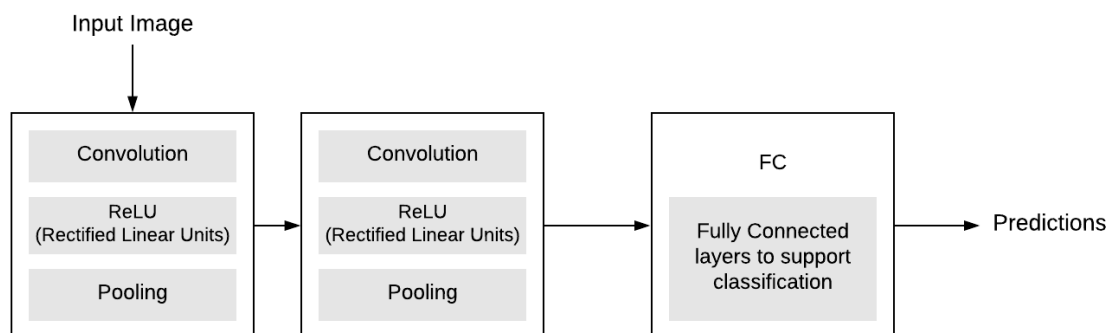 Input Image
Convolution
ReLU
(Rectified Linear Units)
Pooling
Convolution
ReLU
(Rectified Linear Units)
Pooling
FC
Fully Connected
layers to support
classification
Predictions